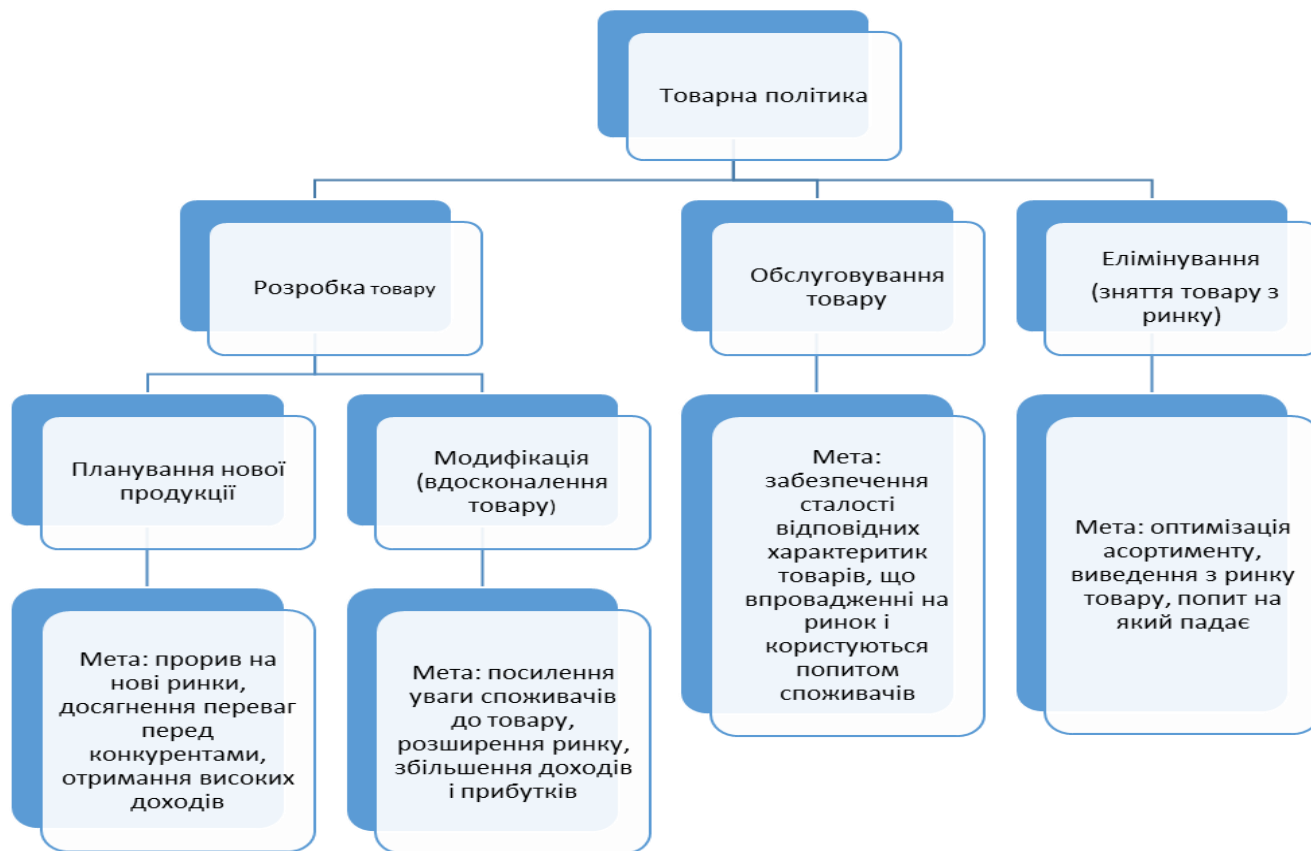 Товарна політика
Розробка товару
Обслуговування
товару
Елімінування
(зняття товару з
ринку)
Планування нової
продукції
Модифікація
(вдосконалення
товару)
Мета:
забезпечення
сталості
відповідних
характеритик
товарів, що
впровадженні на
ринок і
користуються
попитом
споживачів
Мета: оптимізація
асортименту,
виведення з ринку
товару, попит на
який падає
Мета: прорив на
нові ринки,
досягнення переваг
перед
конкурентами,
отримання високих
доходів
Мета: посилення
уваги споживачів
до товару,
розширення ринку,
збільшення доходів
і прибутків